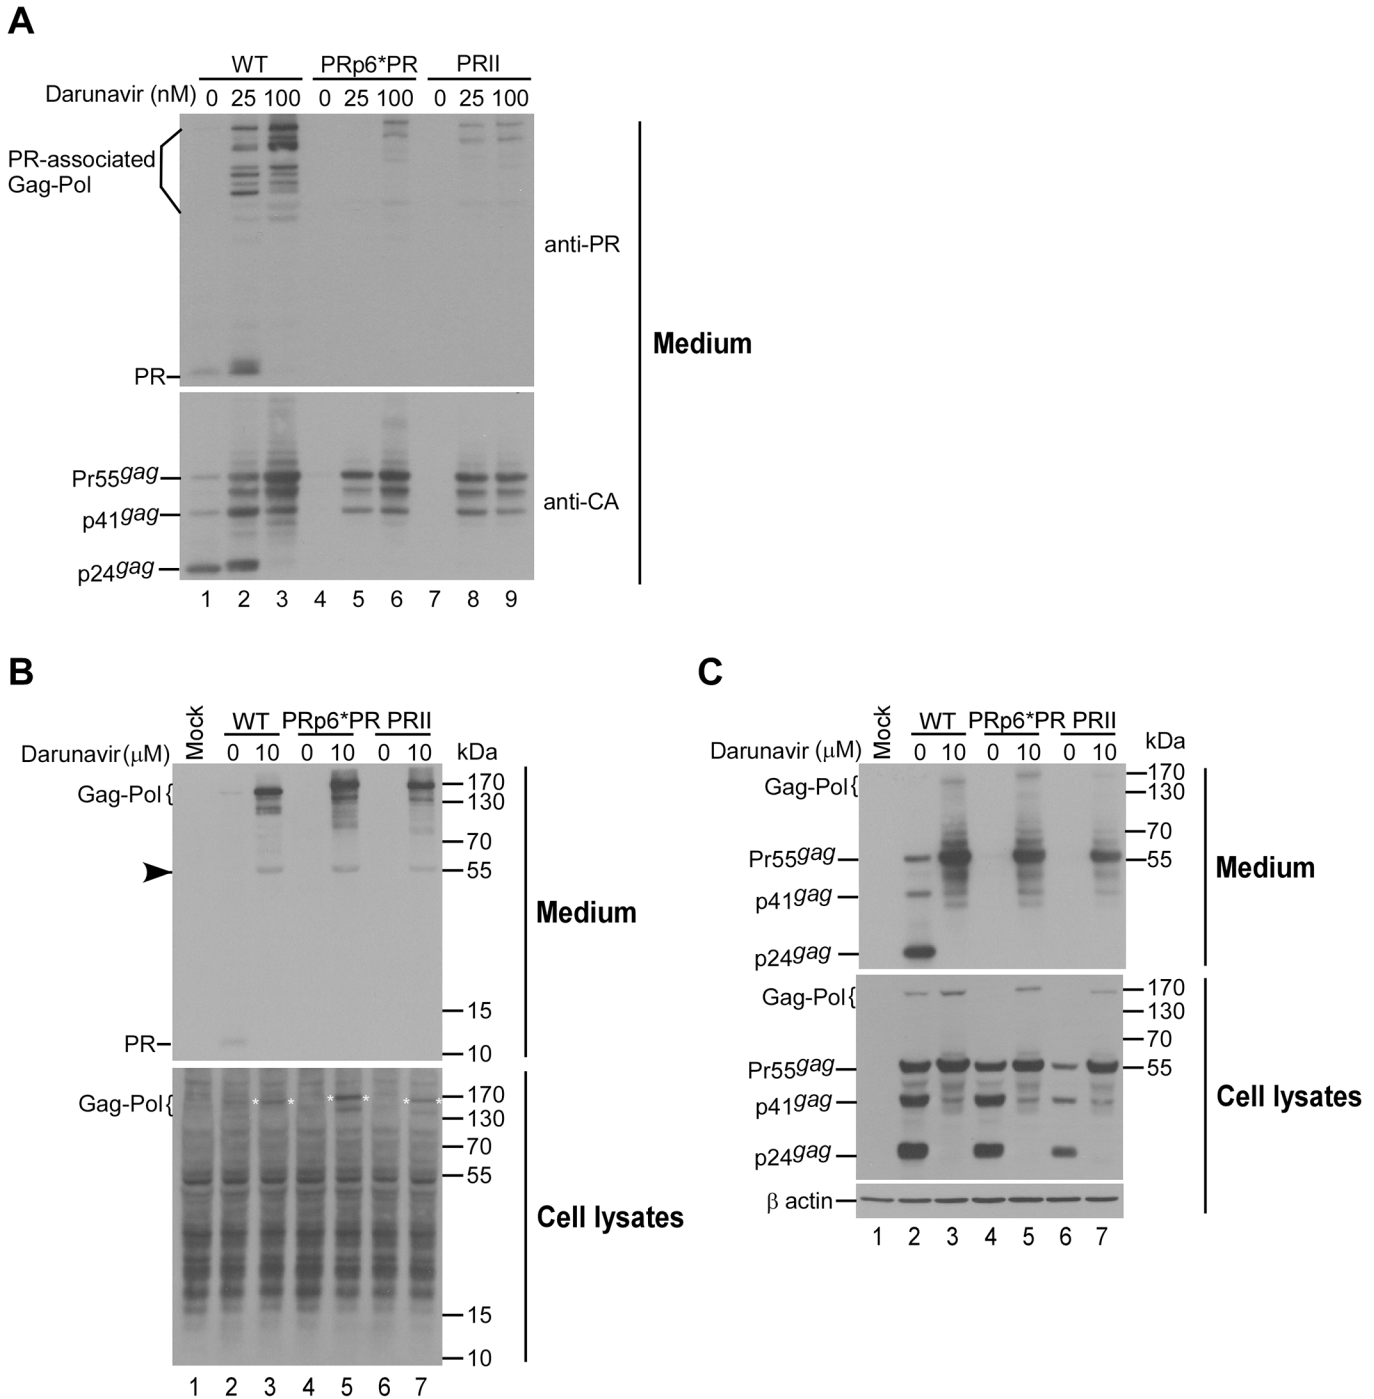 A
WT PRp6*PR PRII
Darunavir (nM) 0 25 100 0 25 100 0 25 100
PR-associated
Gag-Pol
anti-PR
Medium
PR
Pr55gag
anti-CA
p41gag
p24gag
1 2 3 4 5 6 7 8 9
B
Mock WT PRp6*PR PRII
Darunavir (μM) 0 10 0 10 0 10 kDa
Gag-Pol{ 170
130
70
55
Medium
15
PR
10
Gag-Pol{ * * * * * * 170
130
70
55
Cell lysates
15
10
1 2 3 4 5 6 7
C
Mock WT PRp6*PR PRII
Darunavir (μM) 0 10 0 10 0 10 kDa
Gag-Pol{ 170
130
70
Pr55gag 55
Medium
p41gag
p24gag
Gag-Pol{ 170
130
70
Pr55gag 55
p41gag
Cell lysates
p24gag
β actin
1 2 3 4 5 6 7